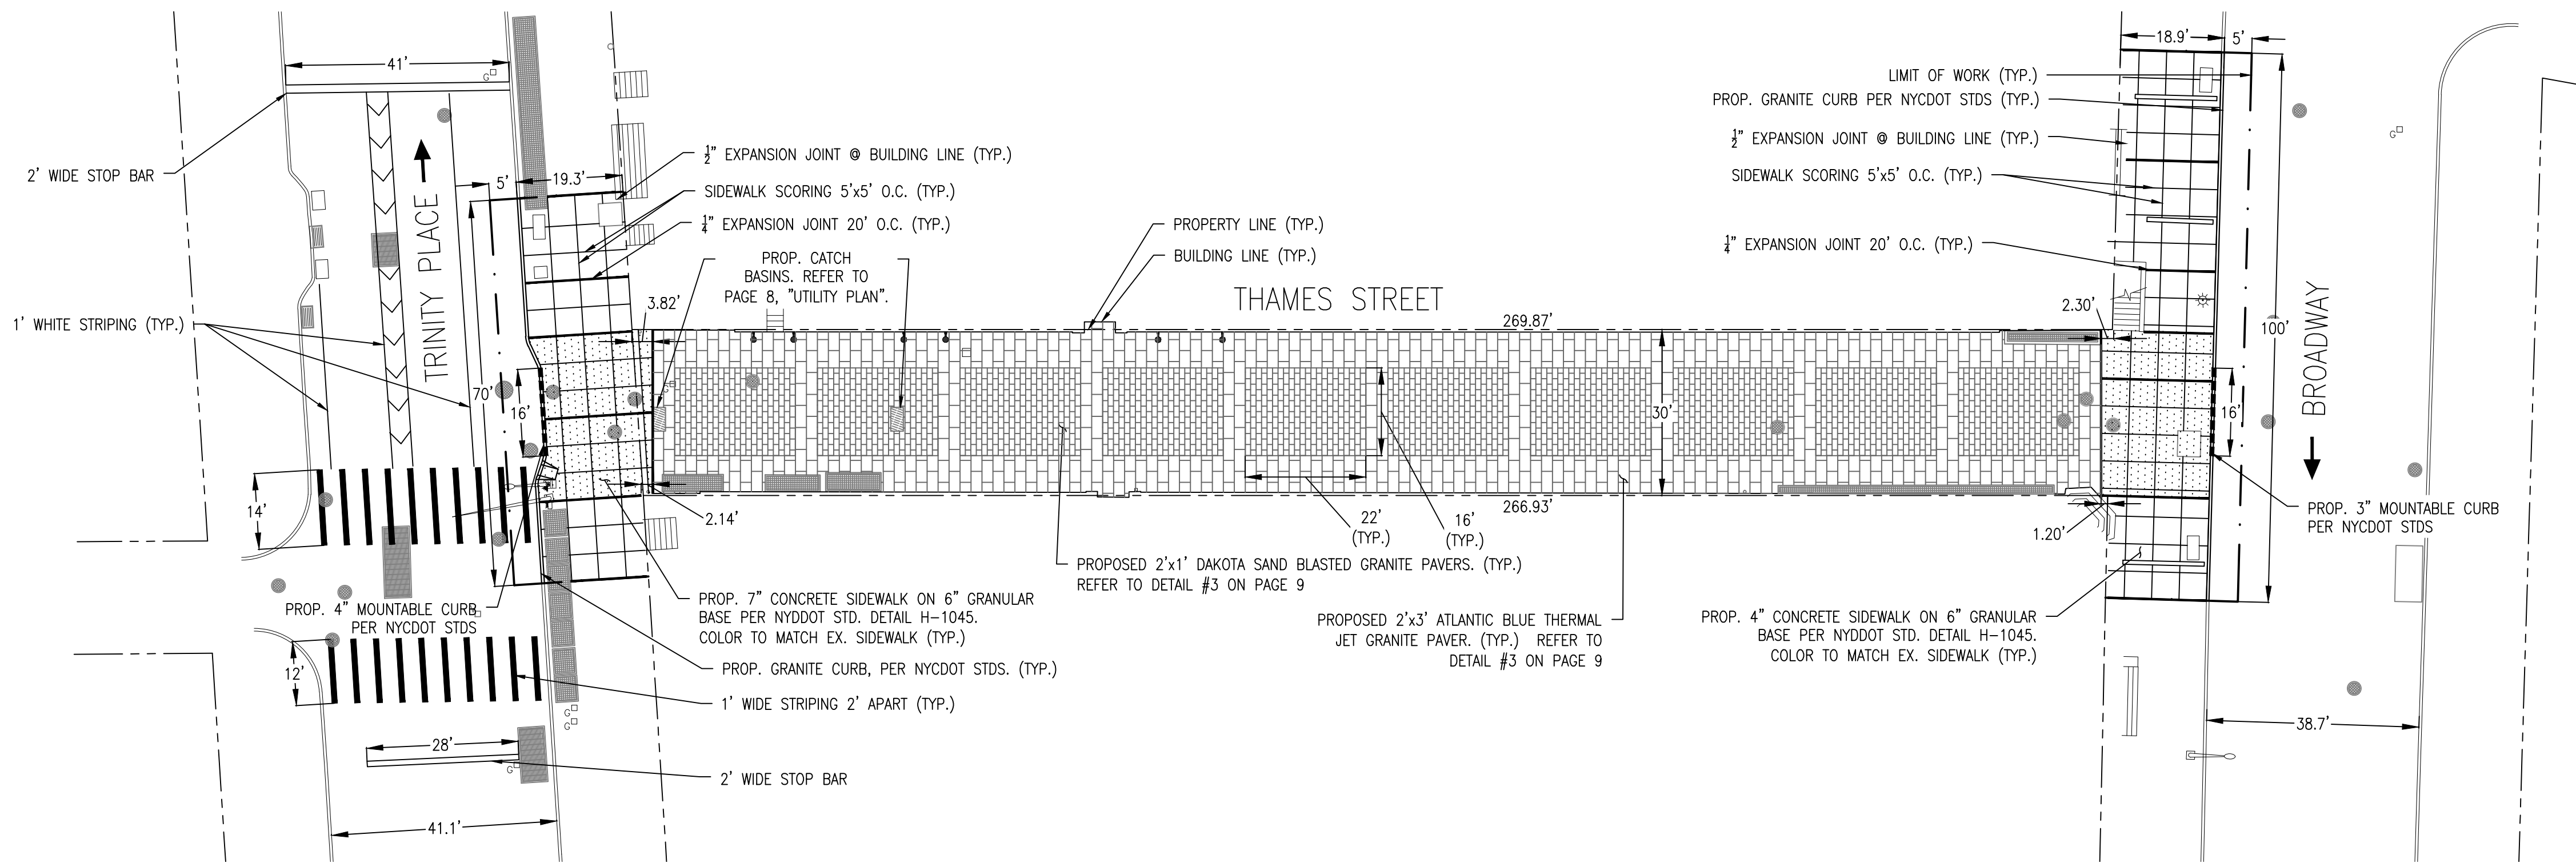 41'
G
2' WIDE STOP BAR
TRINITY PLACE
1' WHITE STRIPING (TYP.)
5'
19.3'
70'
16'
14'
12'
28'
41.1'
PROP. 4" MOUNTABLE CURB
PER NYCDOT STDS
G
G
G
1/2" EXPANSION JOINT @ BUILDING LINE (TYP.)
SIDEWALK SCORING 5'x5' O.C. (TYP.)
1/4" EXPANSION JOINT 20' O.C. (TYP.)
PROP. CATCH
BASINS. REFER TO
PAGE 8, "UTILITY PLAN".
3.82'
G
2.14'
PROP. 7" CONCRETE SIDEWALK ON 6" GRANULAR
BASE PER NYDDOT STD. DETAIL H-1045.
COLOR TO MATCH EX. SIDEWALK (TYP.)
PROP. GRANITE CURB, PER NYCDOT STDS. (TYP.)
1' WIDE STRIPING 2' APART (TYP.)
2' WIDE STOP BAR
PROPERTY LINE (TYP.)
BUILDING LINE (TYP.)
THAMES STREET
269.87'
30'
266.93'
22'
(TYP.)
16'
(TYP.)
PROPOSED 2'x1' DAKOTA SAND BLASTED GRANITE PAVERS. (TYP.)
REFER TO DETAIL #3 ON PAGE 9
PROPOSED 2'x3' ATLANTIC BLUE THERMAL
JET GRANITE PAVER. (TYP.) REFER TO
DETAIL #3 ON PAGE 9
18.9'
5'
LIMIT OF WORK (TYP.)
PROP. GRANITE CURB PER NYCDOT STDS (TYP.)
1/2" EXPANSION JOINT @ BUILDING LINE (TYP.)
SIDEWALK SCORING 5'x5' O.C. (TYP.)
1/4" EXPANSION JOINT 20' O.C. (TYP.)
2.30'
100'
BROADWAY
G
16'
1.20'
PROP. 3" MOUNTABLE CURB
PER NYCDOT STDS
PROP. 4" CONCRETE SIDEWALK ON 6" GRANULAR
BASE PER NYDDOT STD. DETAIL H-1045.
COLOR TO MATCH EX. SIDEWALK (TYP.)
38.7'